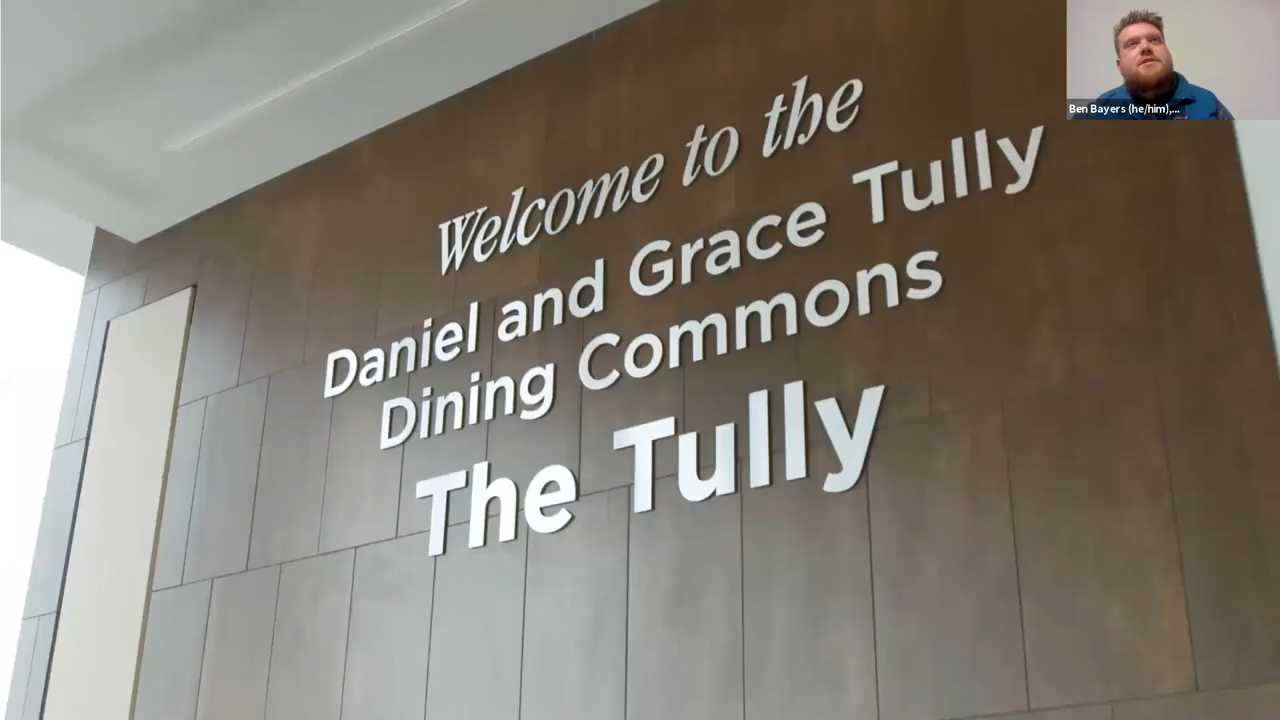 Welcome to the
Daniel and Grace Tully
Dining Commons
The Tully
Ben Bayers (he/him),...